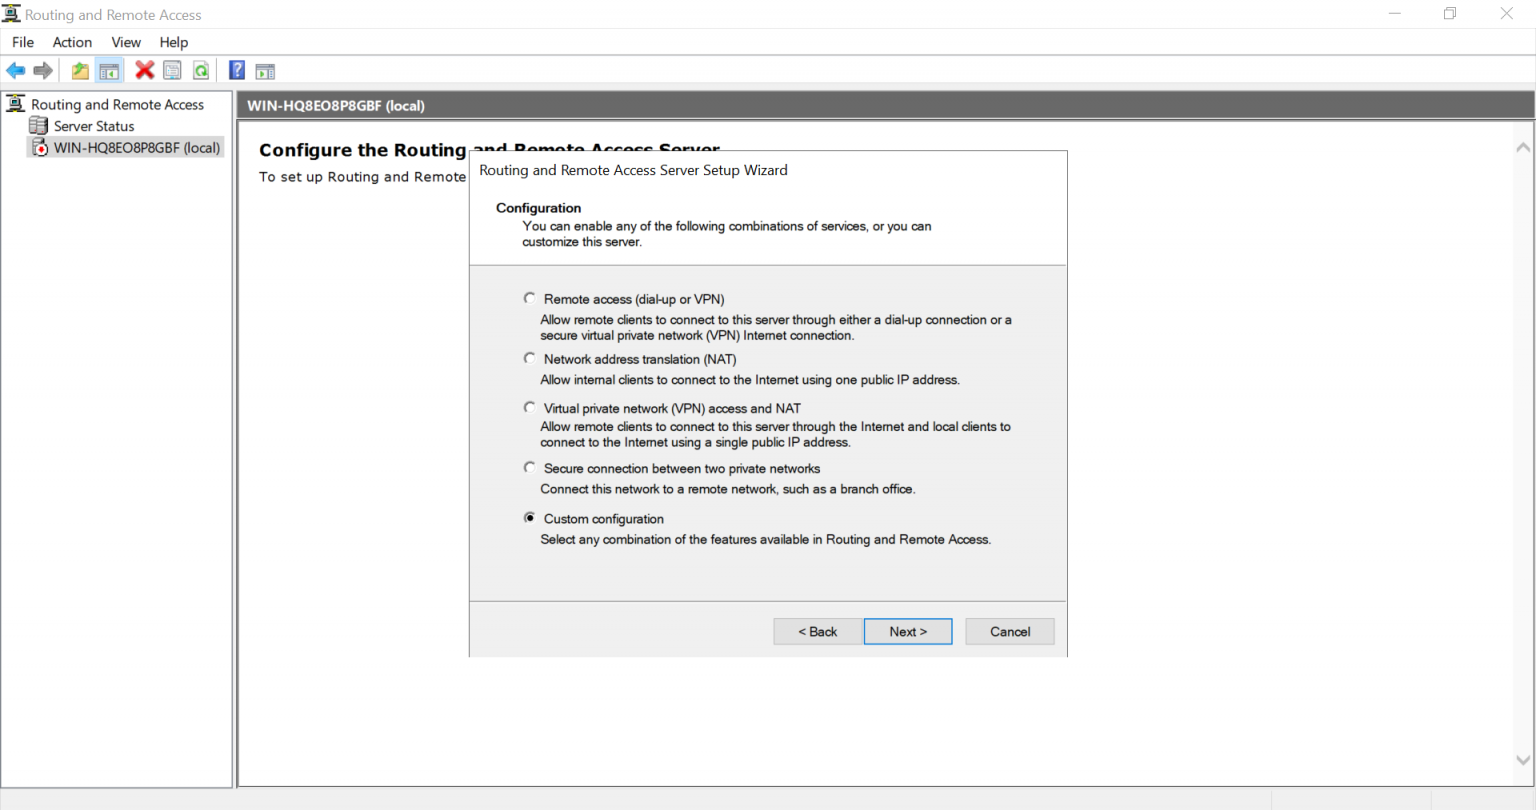 Routing and Remote Access
File Action View Help
Routing and Remote Access
Server Status
WIN-HQ8EO8P8GBF (local)
WIN-HQ8EO8P8GBF (local)
Configure the Routing and Remote Access Server
To set up Routing and Remote
Routing and Remote Access Server Setup Wizard
Configuration
You can enable any of the following combinations of services, or you can
customize this server.
Remote access (dial-up or VPN)
Allow remote clients to connect to this server through either a dial-up connection or a
secure virtual private network (VPN) Internet connection.
Network address translation (NAT)
Allow internal clients to connect to the Internet using one public IP address.
Virtual private network (VPN) access and NAT
Allow remote clients to connect to this server through the Internet and local clients to
connect to the Internet using a single public IP address.
Secure connection between two private networks
Connect this network to a remote network, such as a branch office.
Custom configuration
Select any combination of the features available in Routing and Remote Access.
< Back
Next >
Cancel